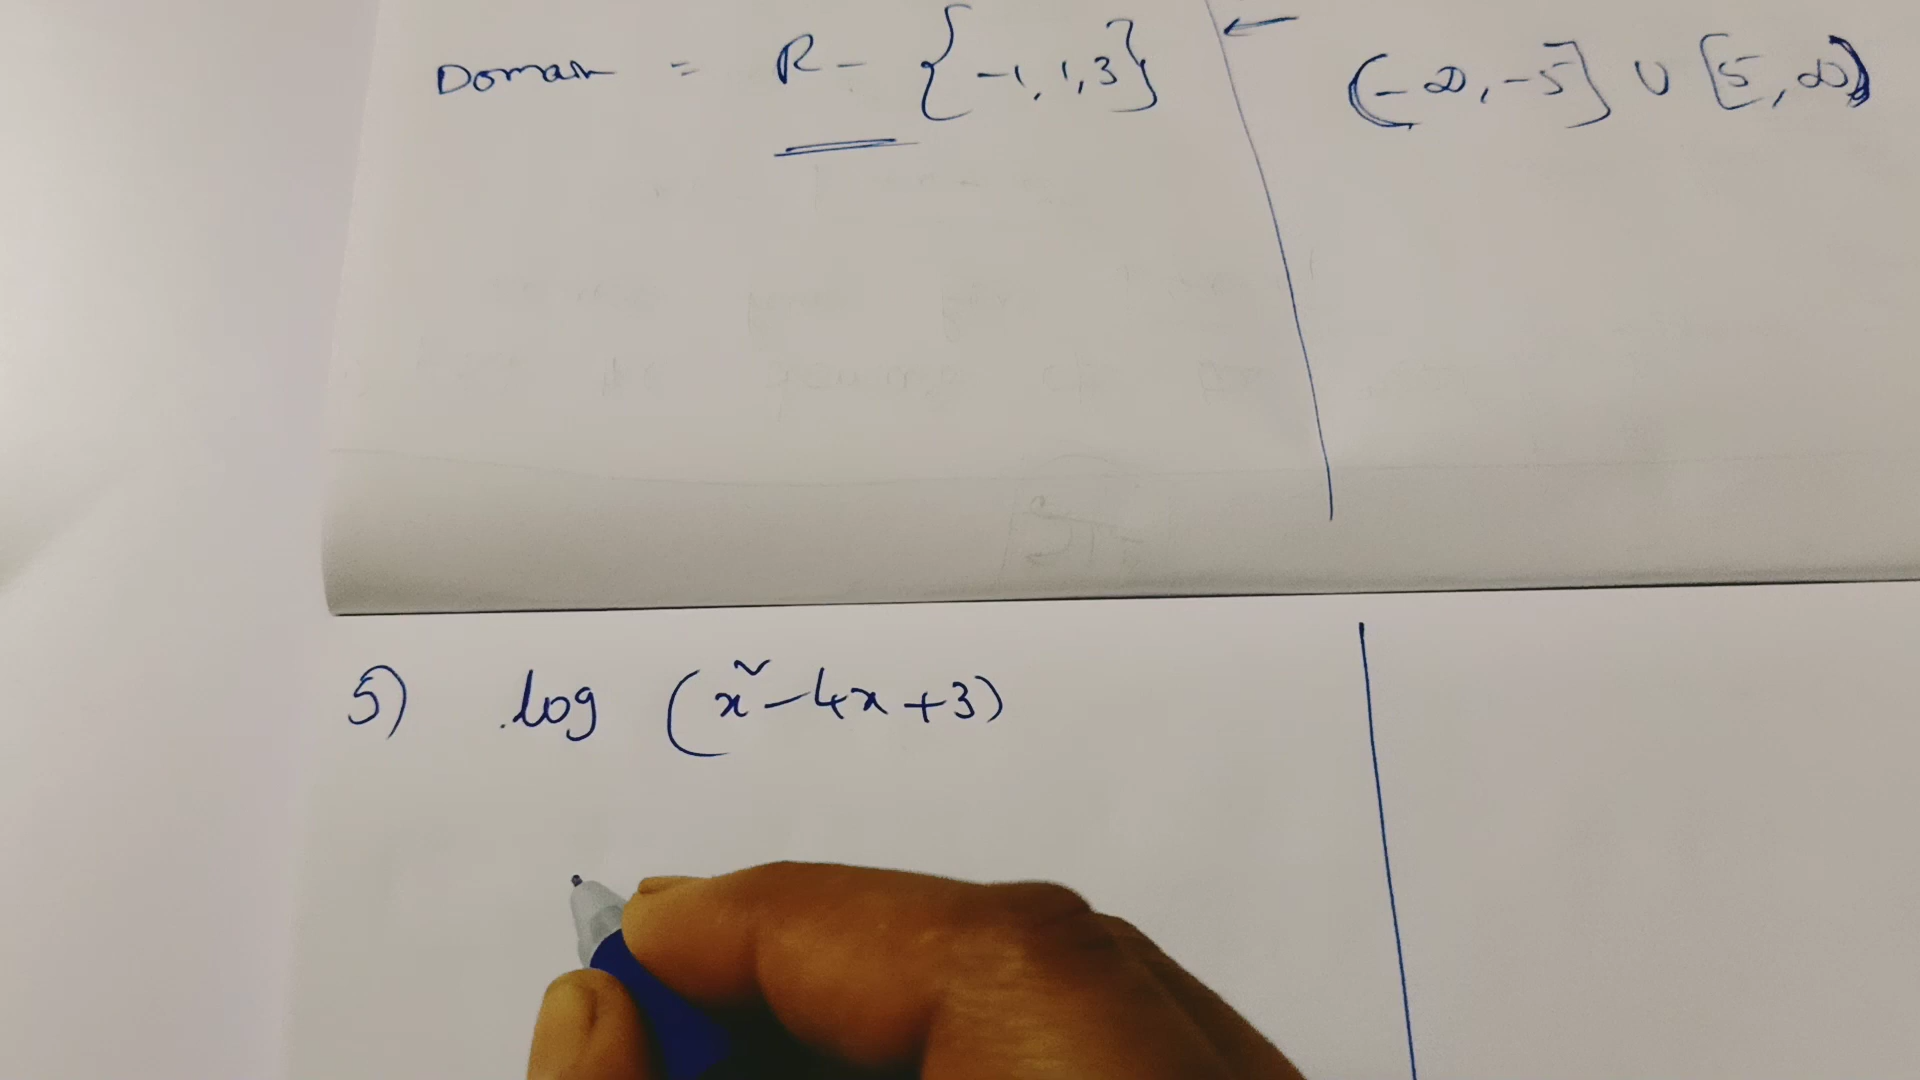 Domain = R - {-1, 1, 3}
(-∞, -5] ∪ [5, ∞)
5) log (x² - 4x + 3)